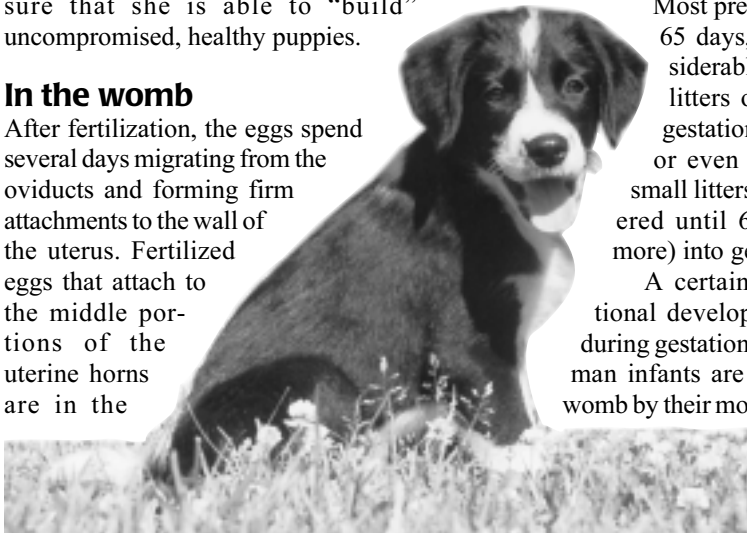 sure that she is able to “build”
uncompromised, healthy puppies.
In the womb
After fertilization, the eggs spend
several days migrating from the
oviducts and forming firm
attachments to the wall of
the uterus. Fertilized
eggs that attach to
the middle por-
tions of the
uterine horns
are in the
Most pre
65 days,
siderabl
litters o
gestation
or even
small litters
ered until 6
more) into ge
A certain
tional develop
during gestation
man infants are
womb by their mo